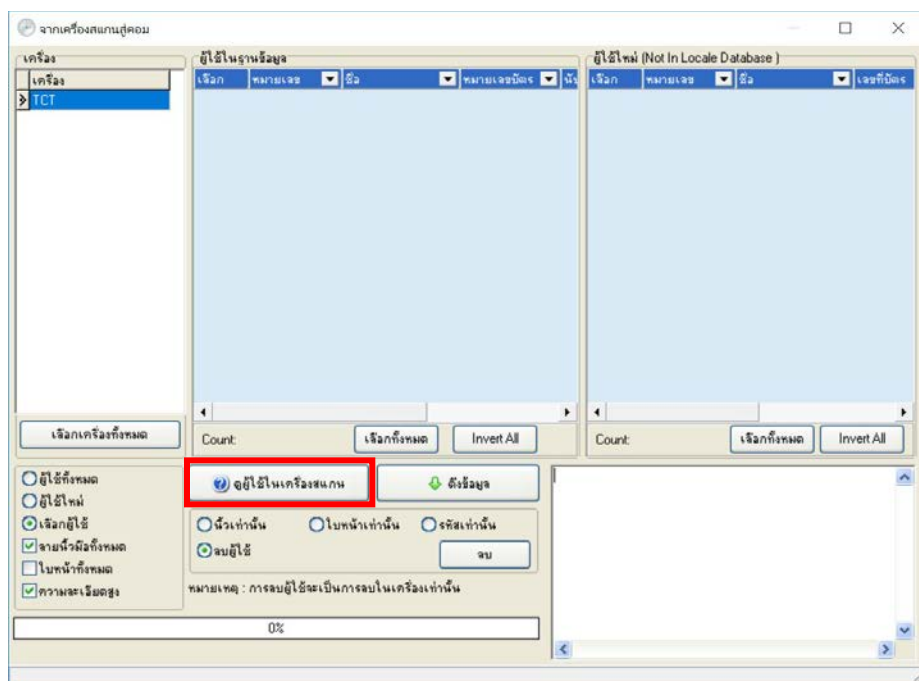 จากเครื่องสแกนสู่คอม
เครื่อง
เครื่อง
TCT
เลือกเครื่องทั้งหมด
ผู้ใช้ในฐานข้อมูล
เลือก หมายเลข ชื่อ หมายเลขบัตร
Count: เลือกทั้งหมด Invert All
ผู้ใช้ใหม่ (Not In Locale Database )
เลือก หมายเลข ชื่อ เลขที่บัตร
Count: เลือกทั้งหมด Invert All
ผู้ใช้ทั้งหมด
ผู้ใช้ใหม่
เลือกผู้ใช้
ลายนิ้วมือทั้งหมด
ใบหน้าทั้งหมด
ความละเอียดสูง
ดูผู้ใช้ในเครื่องสแกน ดึงข้อมูล
นิ้วเท่านั้น ใบหน้าเท่านั้น รหัสเท่านั้น
ลบผู้ใช้ ลบ
หมายเหตุ : การลบผู้ใช้จะเป็นการลบในเครื่องเท่านั้น
0%